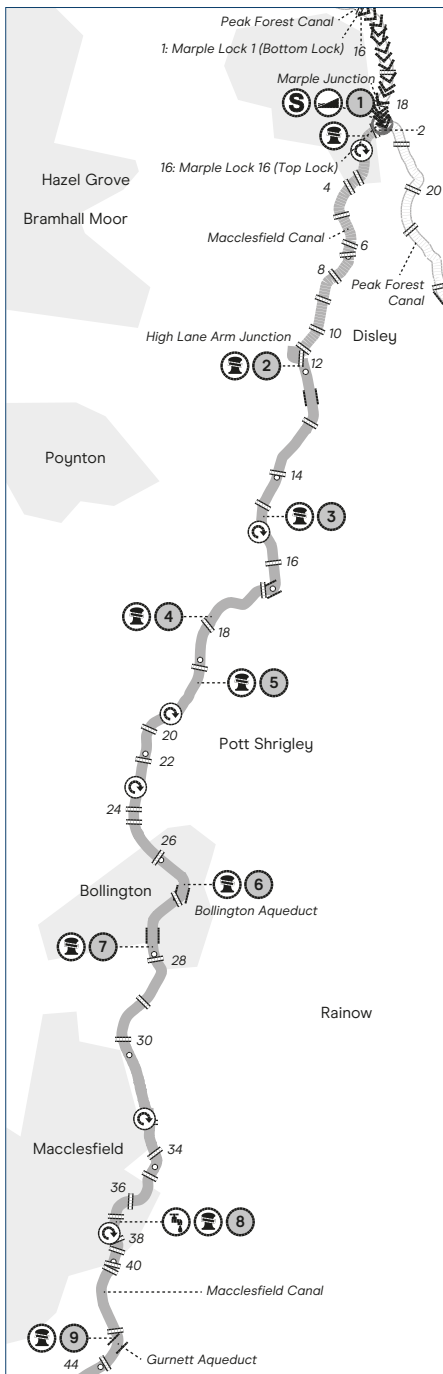 Peak Forest Canal
1: Marple Lock 1 (Bottom Lock)
16
Marple Junction
S
1
18
2
16: Marple Lock 16 (Top Lock)
4
20
Hazel Grove
Bramhall Moor
Macclesfield Canal
6
8
Peak Forest
Canal
10
High Lane Arm Junction
Disley
2
12
Poynton
14
3
16
4
18
5
20
Pott Shrigley
22
24
26
Bollington
6
Bollington Aqueduct
7
28
Rainow
30
Macclesfield
34
36
8
38
40
Macclesfield Canal
9
Gurnett Aqueduct
44